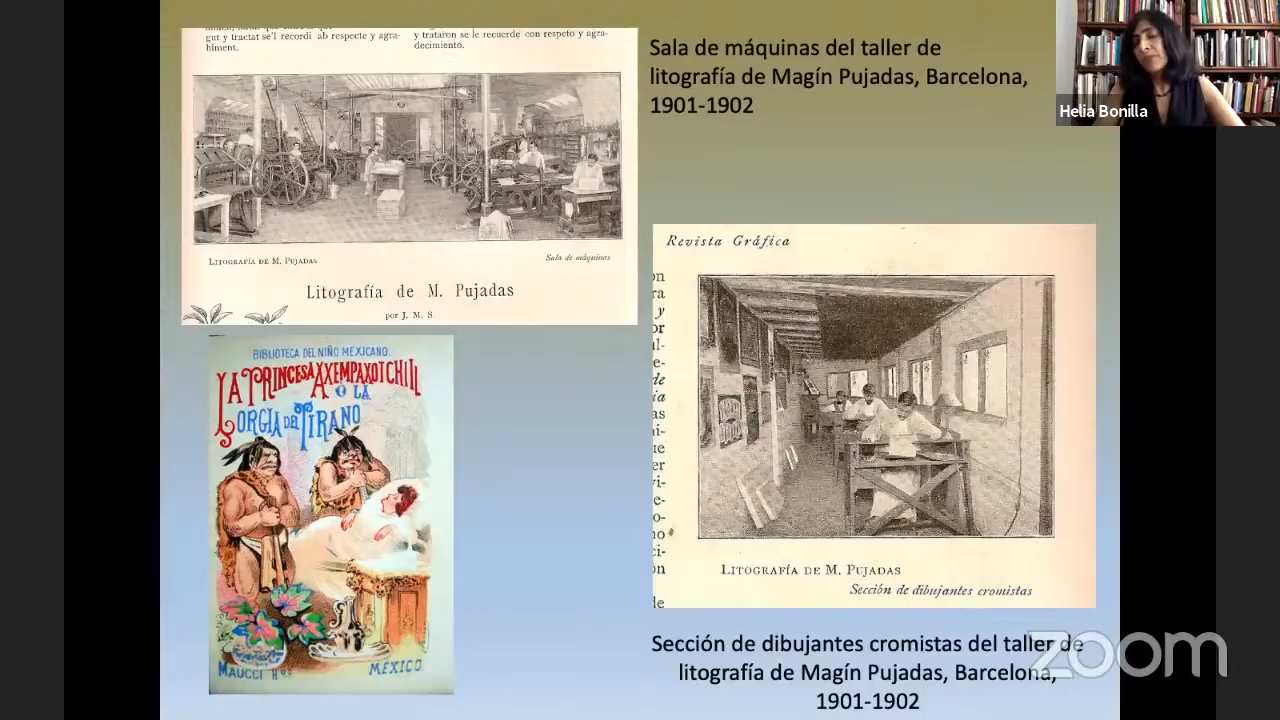 gut y tractat se'l recordi ab respecte y agra-
himent.
y trataron se le recuerde con respeto y agra-
decimiento.
LITOGRAFÍA DE M. PUJADAS
Sala de máquinas
Litografía de M. Pujadas
por J. M. S.
Sala de máquinas del taller de
litografía de Magín Pujadas, Barcelona,
1901-1902
Helia Bonilla
BIBLIOTECA DEL NIÑO MEXICANO.
LA PRINCESA AXEMPAXOTCHILL
Ó LA
ORGIA DEL TIRANO
MAUCCI Hos
MÉXICO
Revista Gráfica
LITOGRAFÍA DE M. PUJADAS
Sección de dibujantes cromistas
Sección de dibujantes cromistas del taller de
litografía de Magín Pujadas, Barcelona,
1901-1902
zoom